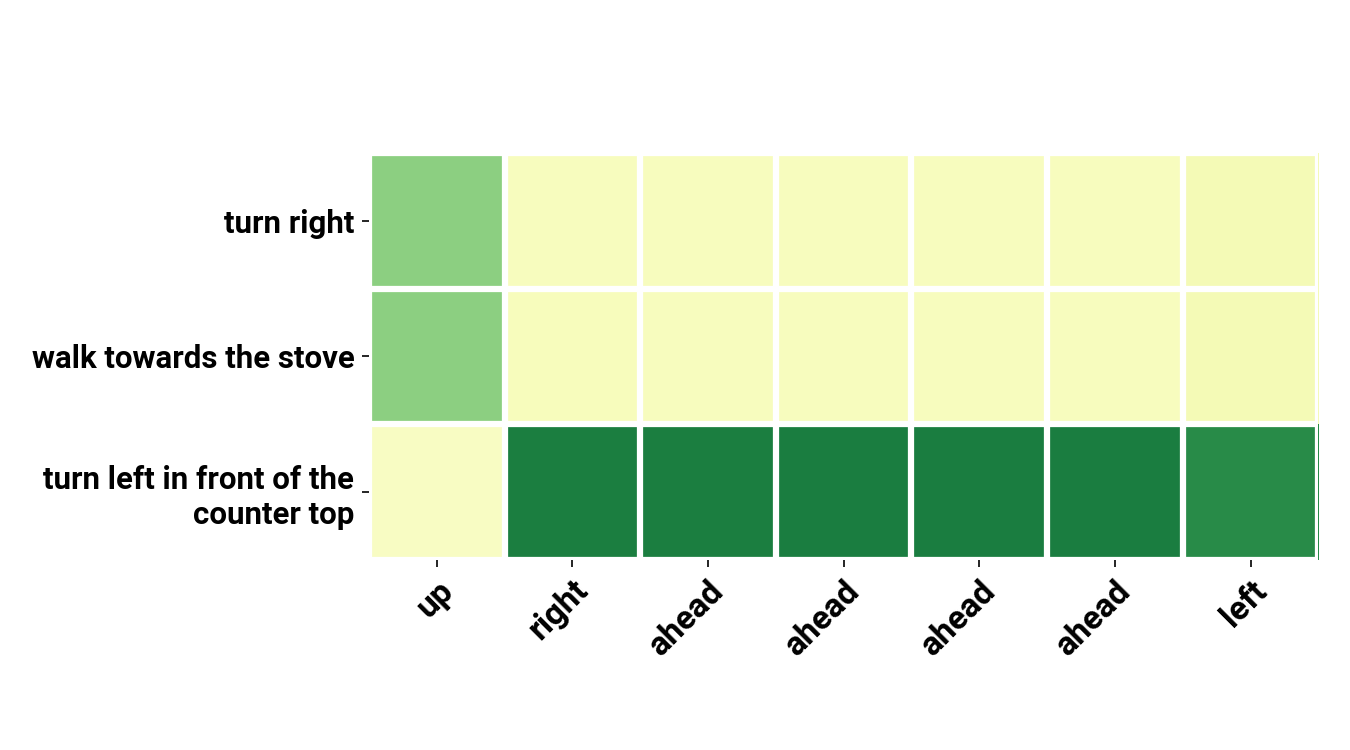 turn right
walk towards the stove
turn left in front of the
counter top
up
right
ahead
ahead
ahead
ahead
left